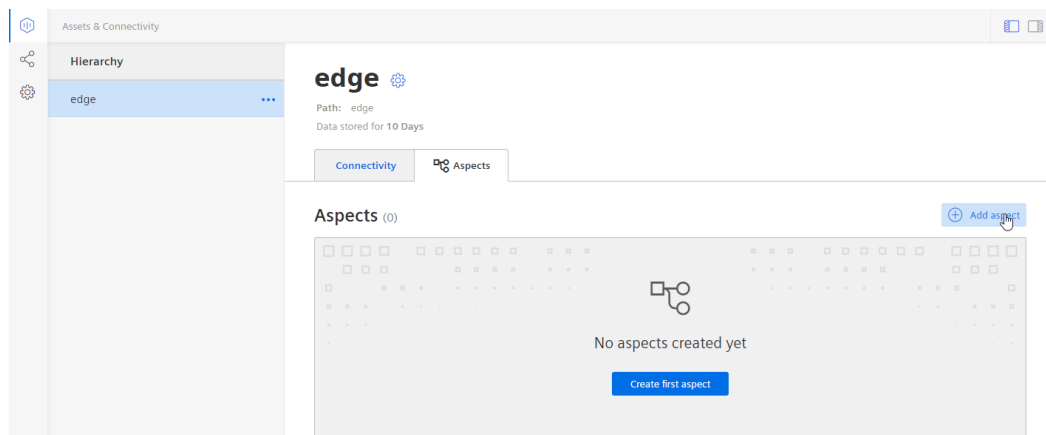 Assets & Connectivity
Hierarchy
edge
edge
Path: edge
Data stored for 10 Days
Connectivity
Aspects
Aspects (0)
Add aspect
No aspects created yet
Create first aspect